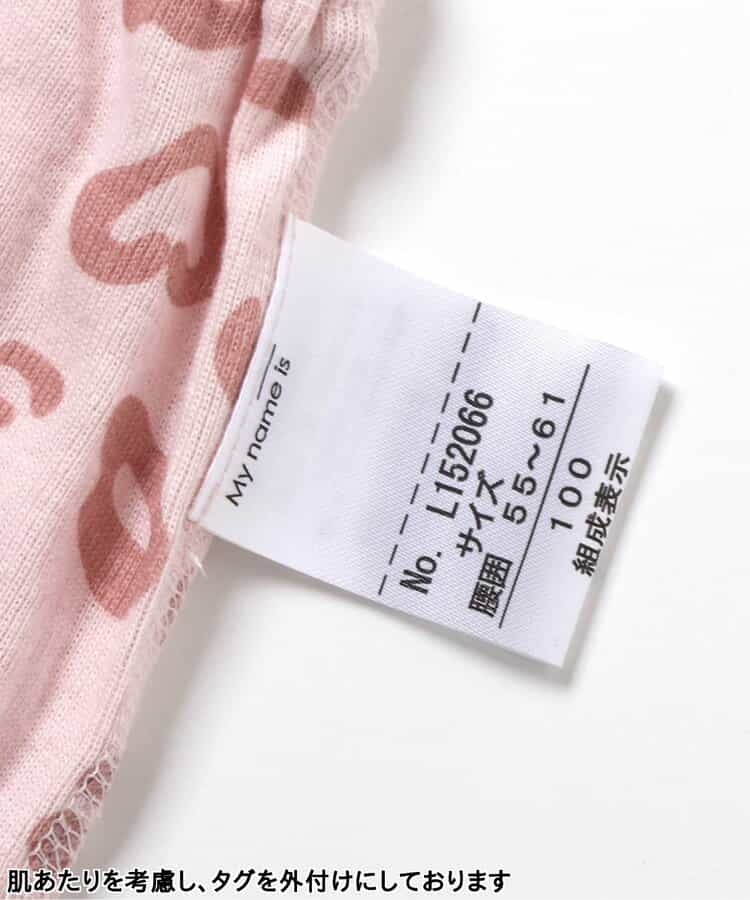 My name is
No. L152066
サイズ
腰囲 55～61
100
組成表示
肌あたりを考慮し、タグを外付けにしております